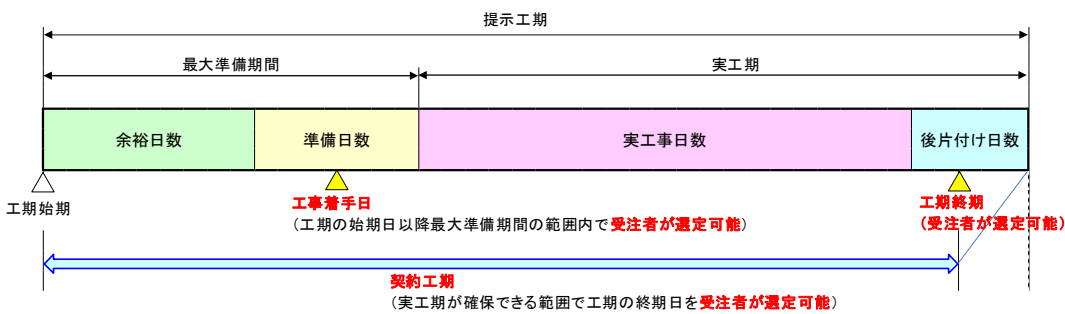 提示工期
最大準備期間
実工期
余裕日数
準備日数
実工事日数
後片付け日数
工期始期
工事着手日
（工期の始期日以降最大準備期間の範囲内で受注者が選定可能）
工期終期
（受注者が選定可能）
契約工期
（実工期が確保できる範囲で工期の終期日を受注者が選定可能）